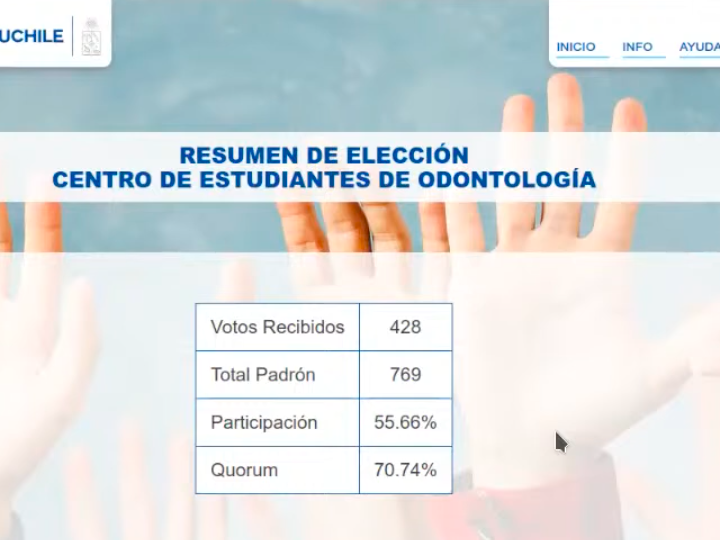 UCHILE
INICIO INFO AYUDA
RESUMEN DE ELECCIÓN
CENTRO DE ESTUDIANTES DE ODONTOLOGÍA
Votos Recibidos 428
Total Padrón 769
Participación 55.66%
Quorum 70.74%